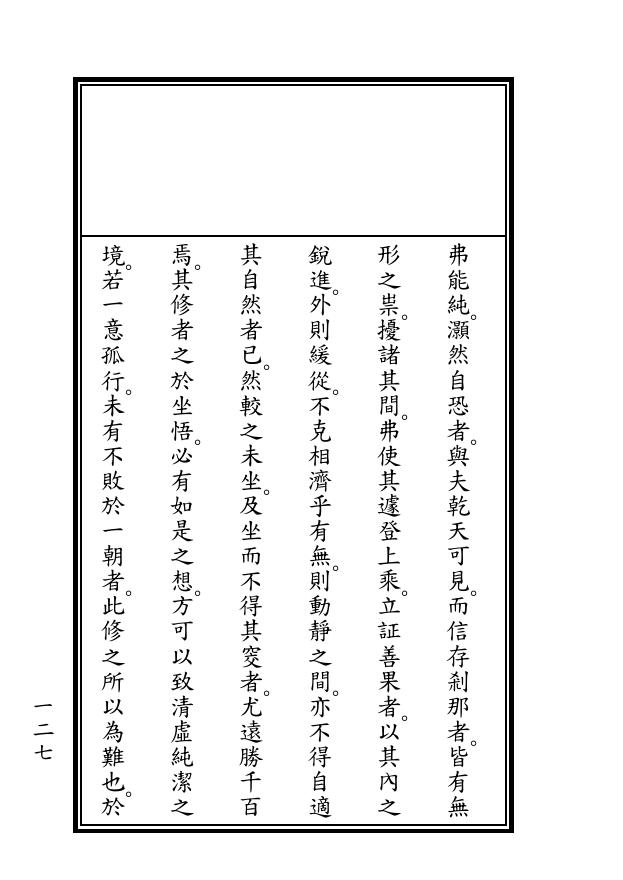 弗能純。灝然自恐者。與夫乾天可見。而信存剎那者。皆有無
形之祟。擾諸其間。弗使其遽登上乘。立証善果者。以其內之
銳進。外則緩從。不克相濟乎有無。則動靜之間。亦不得自適
其自然者已。然較之未坐。及坐而不得其窔者。尤遠勝千百
焉。其修者之於坐悟。必有如是之想。方可以致清虛純潔之
境。若一意孤行。未有不敗於一朝者。此修之所以為難也。於
一二七